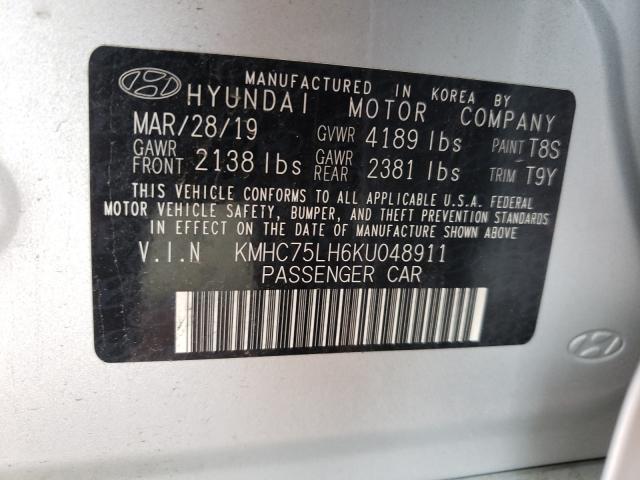 MANUFACTURED IN KOREA BY
HYUNDAI MOTOR COMPANY
MAR/28/19 GVWR 4189 lbs PAINT T8S
GAWR FRONT 2138 lbs GAWR REAR 2381 lbs TRIM T9Y
THIS VEHICLE CONFORMS TO ALL APPLICABLE U.S.A. FEDERAL
MOTOR VEHICLE SAFETY, BUMPER, AND THEFT PREVENTION STANDARDS
IN EFFECT ON THE DATE OF MANUFACTURE SHOWN ABOVE.
V.I.N KMHC75LH6KU048911
PASSENGER CAR